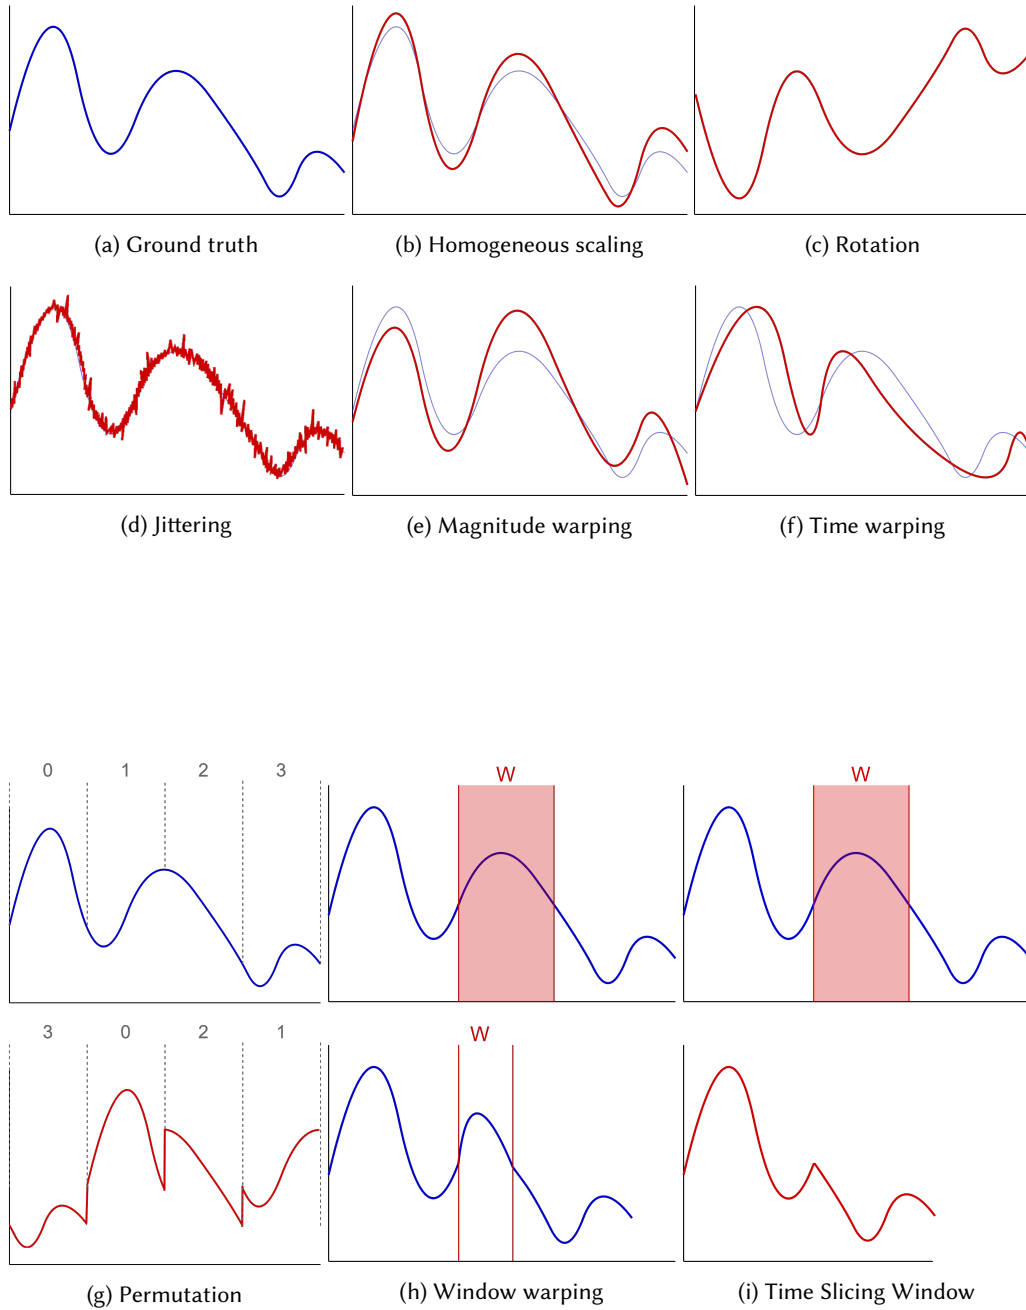 (a) Ground truth
(b) Homogeneous scaling
(c) Rotation
(d) Jittering
(e) Magnitude warping
(f) Time warping
0 1 2 3
W
W
3 0 2 1
W
(g) Permutation
(h) Window warping
(i) Time Slicing Window